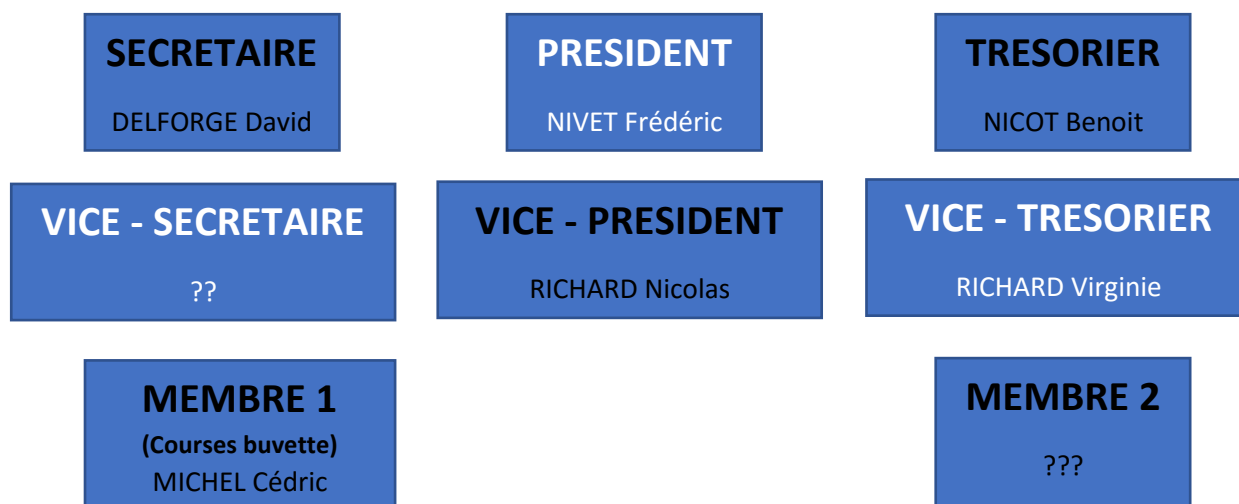 SECRETAIRE
DELFORGE David
PRESIDENT
NIVET Frédéric
TRESORIER
NICOT Benoit
VICE - SECRETAIRE
??
VICE - PRESIDENT
RICHARD Nicolas
VICE - TRESORIER
RICHARD Virginie
MEMBRE 1
(Courses buvette)
MICHEL Cédric
MEMBRE 2
???